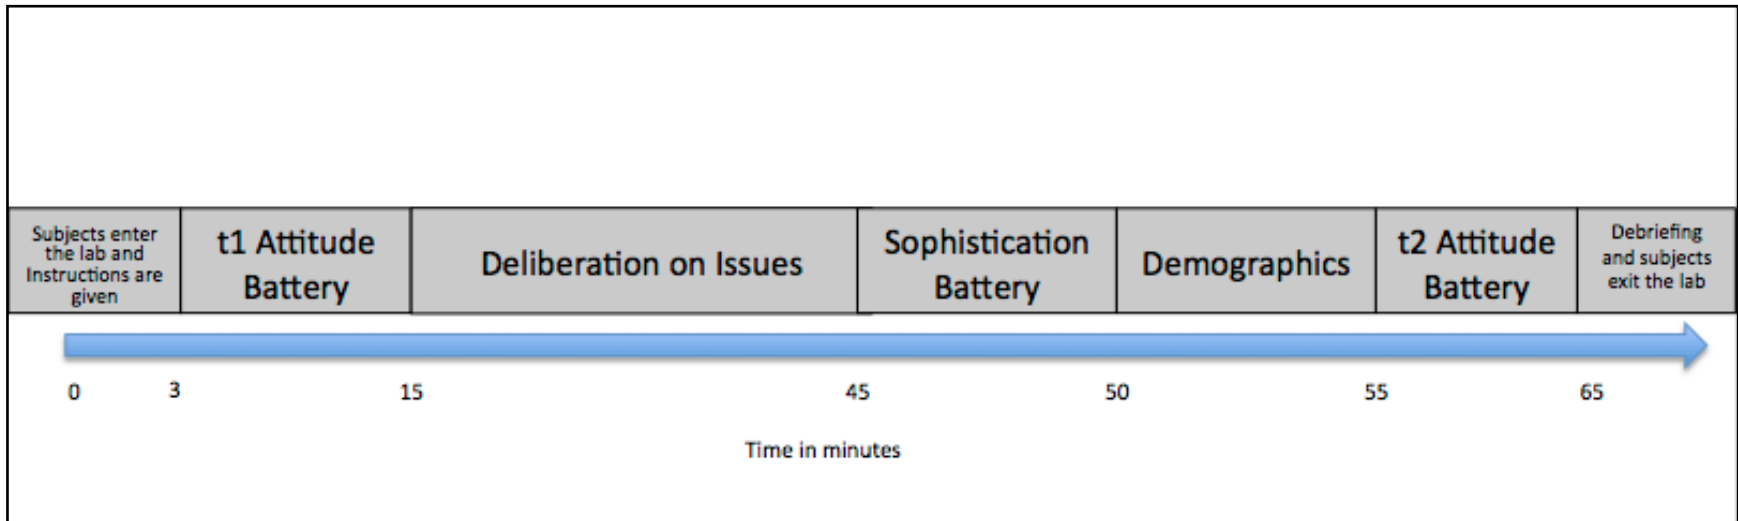 Subjects enter
the lab and
Instructions are
given
t1 Attitude
Battery
Deliberation on Issues
Sophistication
Battery
Demographics
t2 Attitude
Battery
Debriefing
and subjects
exit the lab
0 3 15 45 50 55 65
Time in minutes